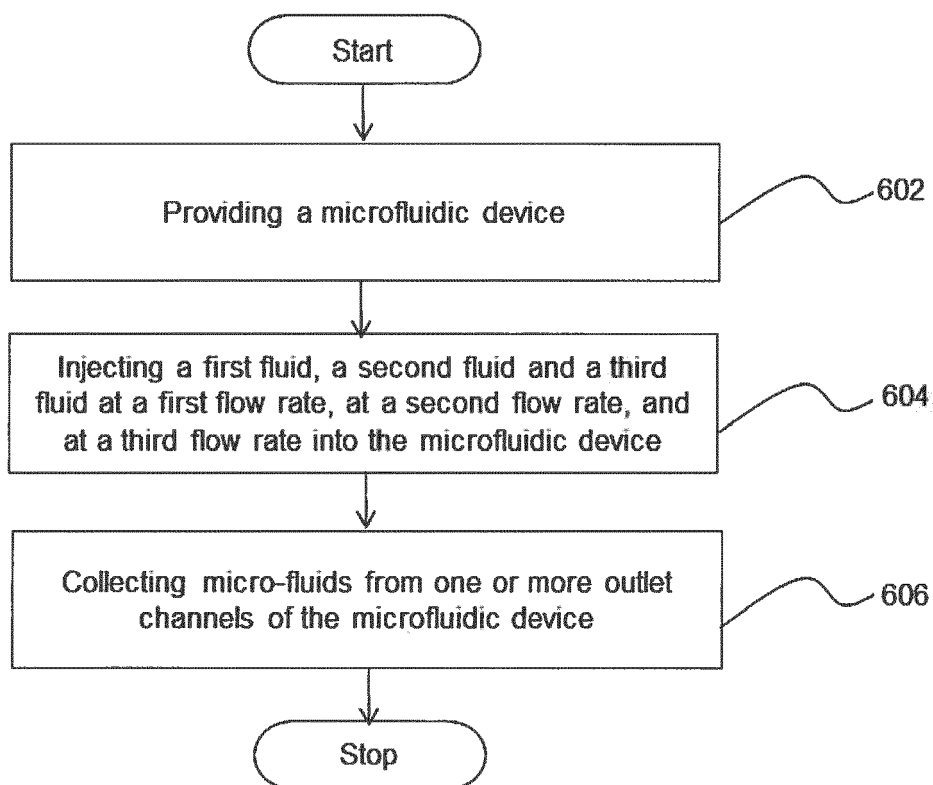 Start
Providing a microfluidic device
602
Injecting a first fluid, a second fluid and a third
fluid at a first flow rate, at a second flow rate, and
at a third flow rate into the microfluidic device
604
Collecting micro-fluids from one or more outlet
channels of the microfluidic device
606
Stop